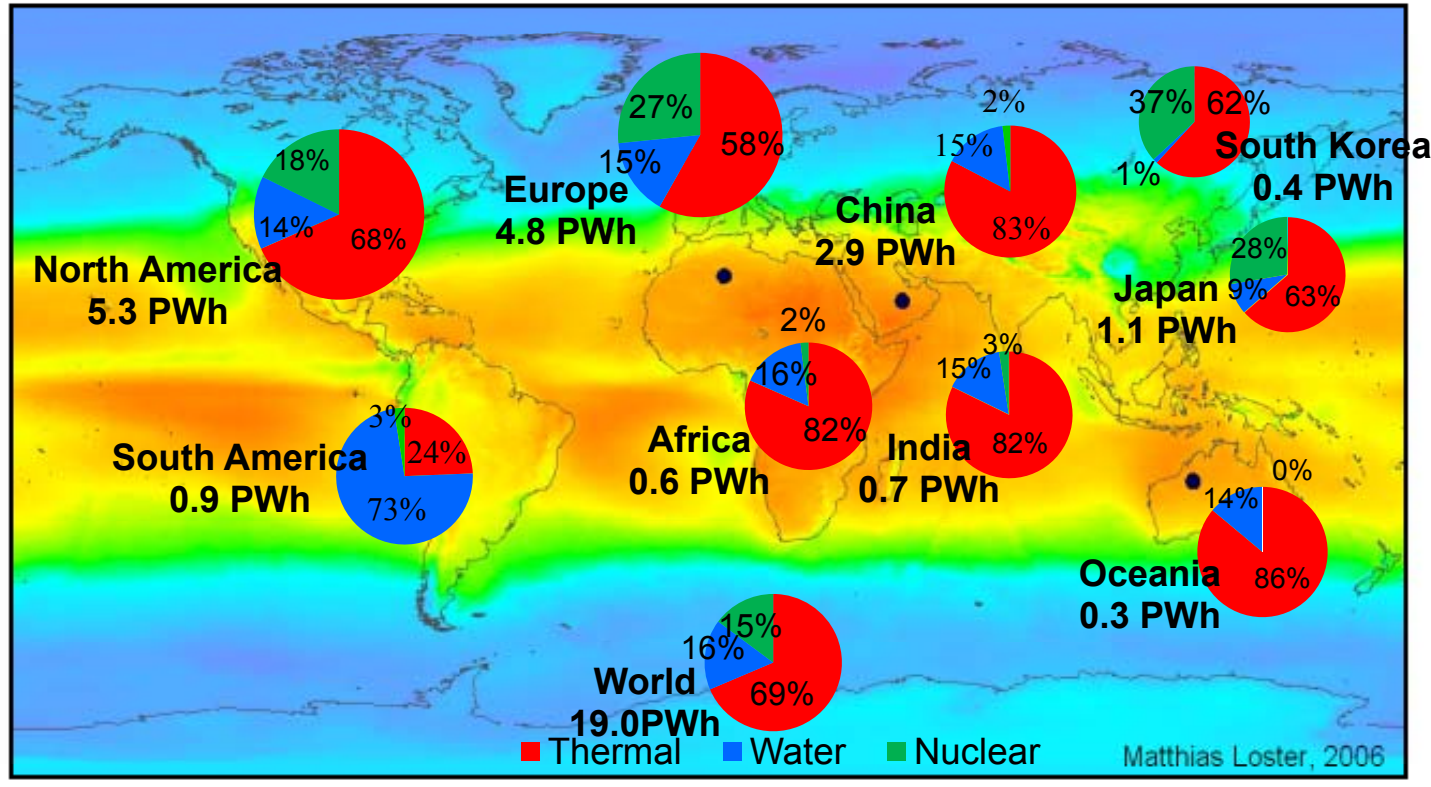 27%
58%
15%
Europe
4.8 PWh
2%
15%
83%
China
2.9 PWh
37%
62%
1%
South Korea
0.4 PWh
18%
14%
68%
North America
5.3 PWh
28%
9%
63%
Japan
1.1 PWh
2%
16%
82%
Africa
0.6 PWh
3%
15%
82%
India
0.7 PWh
3%
24%
73%
South America
0.9 PWh
0%
14%
86%
Oceania
0.3 PWh
15%
16%
69%
World
19.0PWh
Thermal Water Nuclear
Matthias Loster, 2006